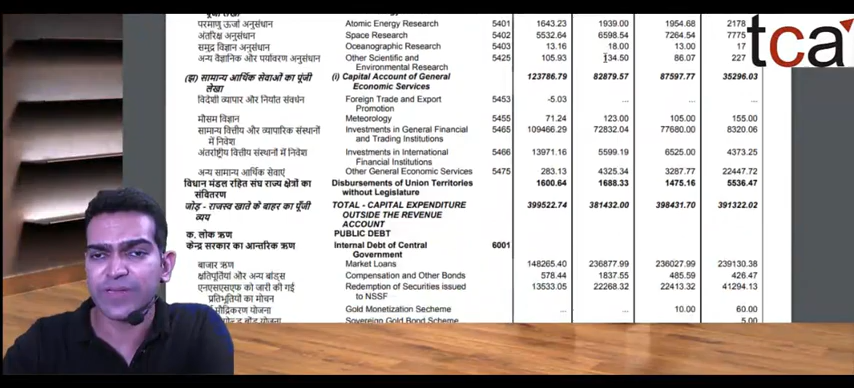 tca
परमाणु ऊर्जा अनुसंधान Atomic Energy Research 5401 1643.23 1939.00 1954.68 2178
अंतरिक्ष अनुसंधान Space Research 5402 5532.64 6598.54 7264.54 7775
समुद्र विज्ञान अनुसंधान Oceanographic Research 5403 13.16 18.00 13.00 17
अन्य वैज्ञानिक और पर्यावरण अनुसंधान Other Scientific and 5425 105.93 134.50 86.07 227
Environmental Research
(झ) सामान्य आर्थिक सेवाओं का पूंजी (i) Capital Account of General 123786.79 82879.57 87597.77 35296.03
लेखा Economic Services
विदेशी व्यापार और निर्यात संवर्धन Foreign Trade and Export 5453 -5.03 ... ... ...
Promotion
मौसम विज्ञान Meteorology 5455 71.24 123.00 105.00 155.00
सामान्य वित्तीय और व्यापारिक संस्थानों Investments in General Financial 5465 109466.29 72832.04 77680.00 8320.06
में निवेश and Trading Institutions
अंतर्राष्ट्रीय वित्तीय संस्थानों में निवेश Investments in International 5466 13971.16 5599.19 6525.00 4373.25
Financial Institutions
अन्य सामान्य आर्थिक सेवाएं Other General Economic Services 5475 283.13 4325.34 3287.77 22447.72
विधान मंडल रहित संघ राज्य क्षेत्रों का Disbursements of Union Territories 1600.64 1688.33 1475.16 5536.47
संवितरण without Legislature
जोड़ - राजस्व खाते के बाहर का पूँजी TOTAL - CAPITAL EXPENDITURE 399522.74 381432.00 398431.70 391322.02
व्यय OUTSIDE THE REVENUE
ACCOUNT
क. लोक ऋण PUBLIC DEBT
केन्द्र सरकार का आन्तरिक ऋण Internal Debt of Central 6001
Government
बाजार ऋण Market Loans 148265.40 236877.99 236027.99 239130.38
क्षतिपूर्तियां और अन्य बांड्स Compensation and Other Bonds 578.44 1837.55 485.59 426.47
एनएसएसएफ को जारी की गई Redemption of Securities issued 13533.05 22268.32 22413.32 41294.13
प्रतिभूतियों का मोचन to NSSF
मौद्रिकरण योजना Gold Monetization Secheme ... ... 10.00 60.00
Sovereign Gold Bond Scheme 5.00